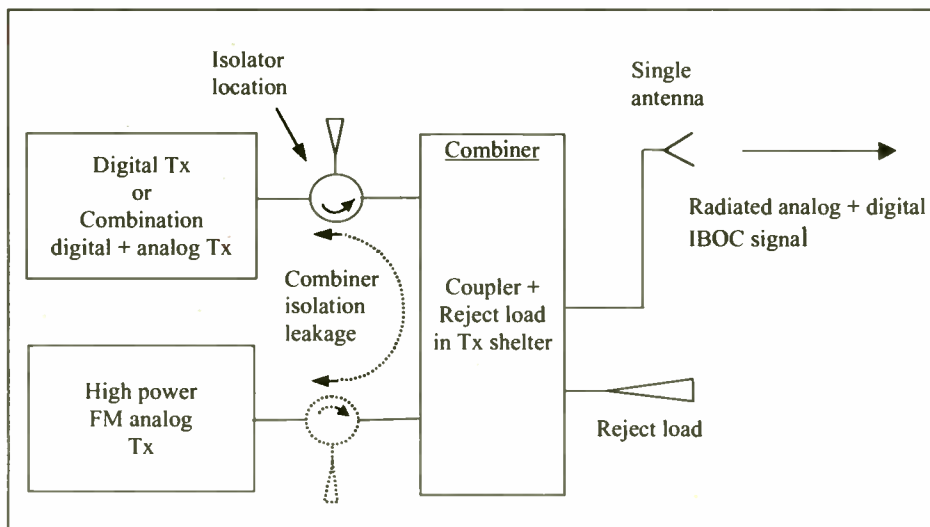 Isolator
location
Single
antenna
Digital Tx
or
Combination
digital + analog Tx
Combiner
Radiated analog + digital
IBOC signal
Combiner
isolation
leakage
Coupler +
Reject load
in Tx shelter
High power
FM analog
Tx
Reject load